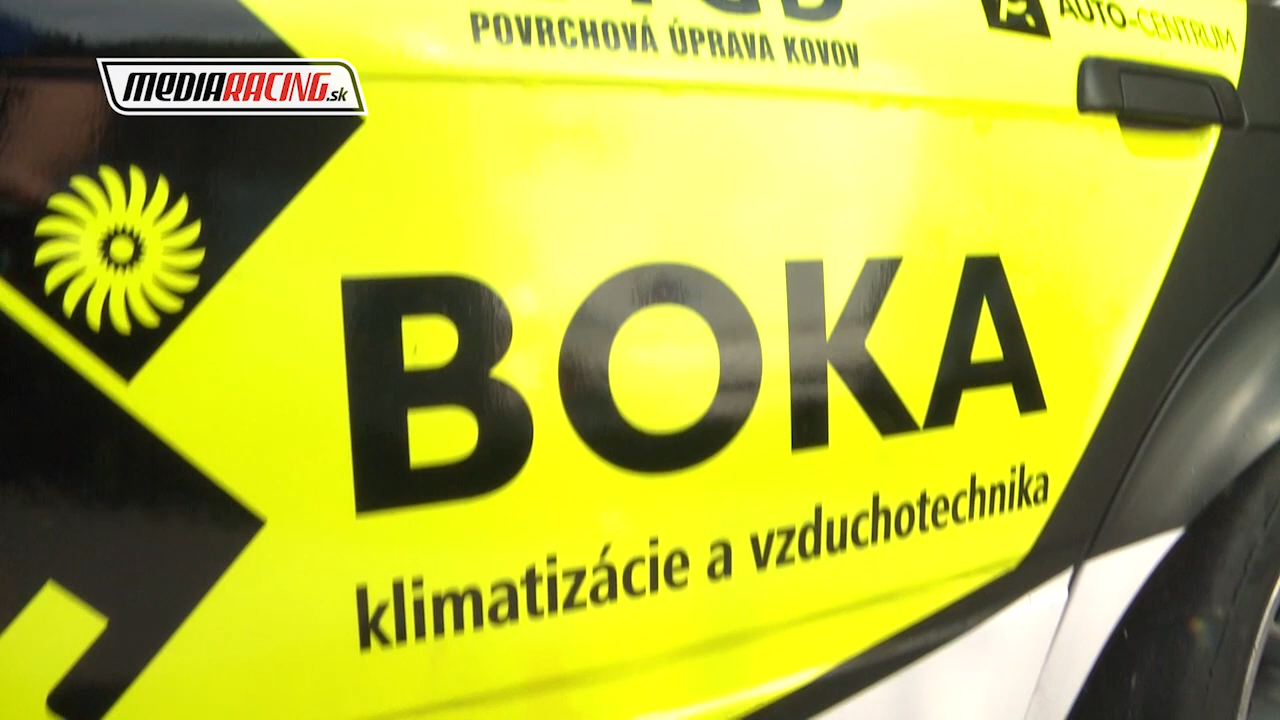 POVRCHOVÁ ÚPRAVA KOVOV
AUTO-CENTRUM
MEDIARACING.sk
BOKA
klimatizácie a vzduchotechnika